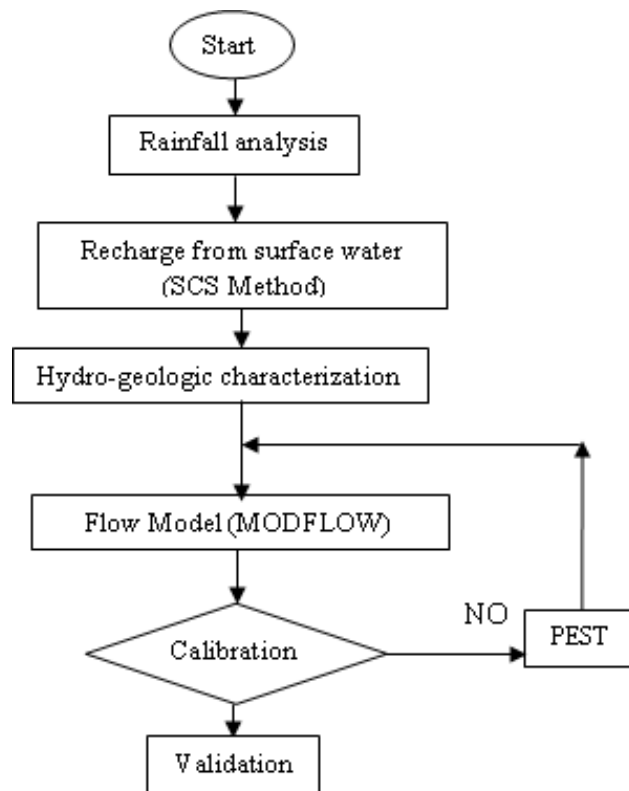 Start
Rainfall analysis
Recharge from surface water
(SCS Method)
Hydro-geologic characterization
Flow Model (MODFLOW)
NO
Calibration
PEST
Validation